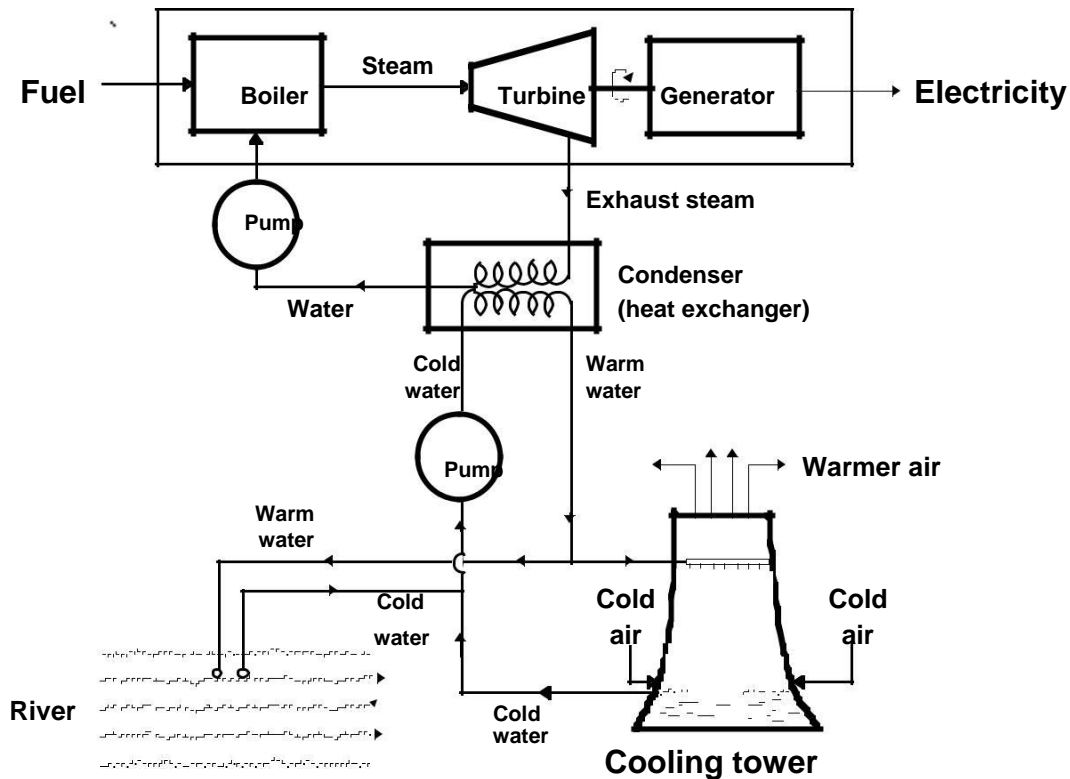 Steam
Fuel
Boiler
Turbine
Generator
Electricity
Exhaust steam
Pump
Condenser
(heat exchanger)
Water
Cold
water
Warm
water
Pump
Warmer air
Warm
water
Cold
water
Cold
air
Cold
air
River
Cold
water
Cooling tower